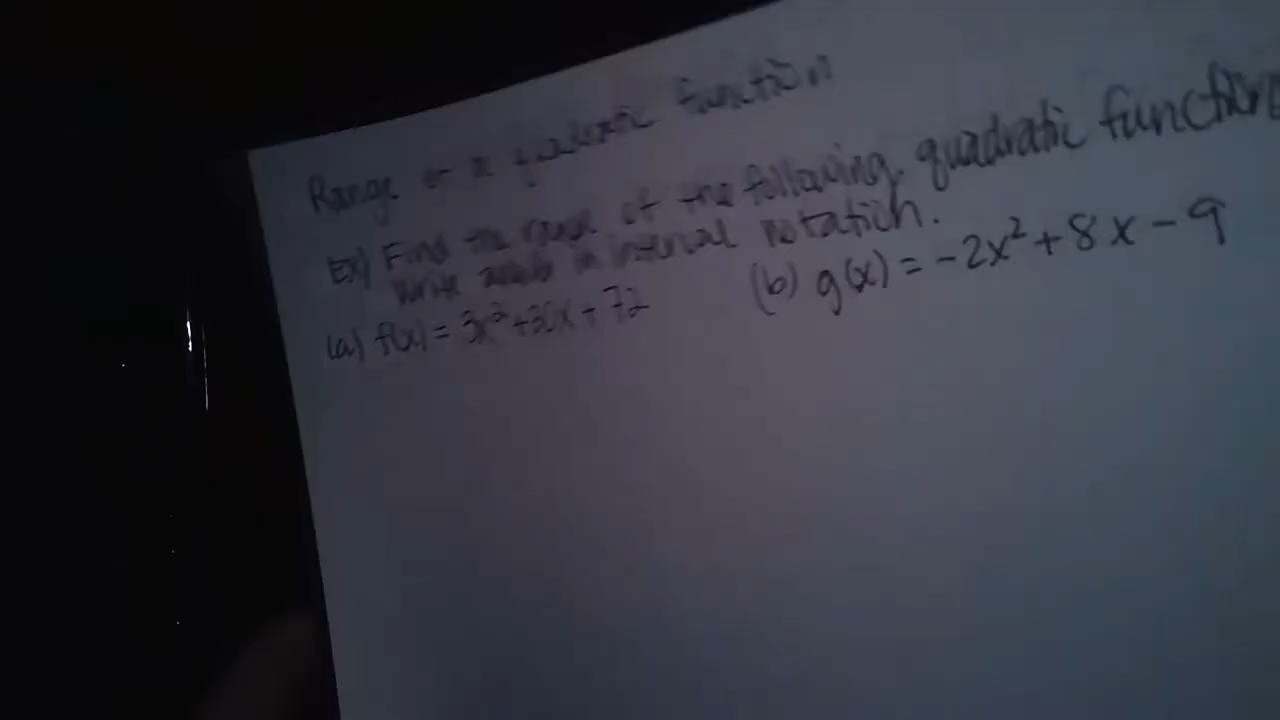 Range of a quadratic function
Ex) Find the range of the following quadratic functions
Write in interval notation.
(a) f(x) = 3x²+30x+72
(b) g(x) = -2x²+8x-9